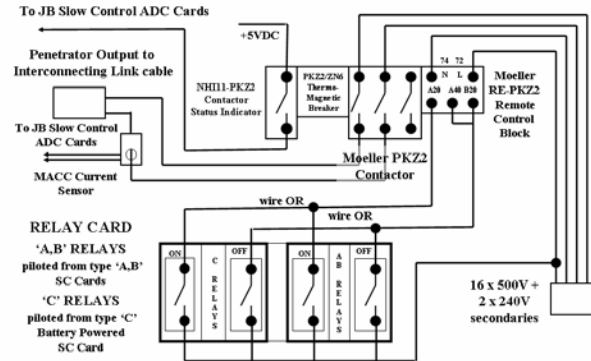 To JB Slow Control ADC Cards
+5VDC
Penetrator Output to
Interconnecting Link cable
NHI11-PKZ2
Contactor
Status Indicator
PKZ2/ZN6
Thermo-
Magnetic
Breaker
74 72
N L
A20 A40 B20
Moeller
RE-PKZ2
Remote
Control
Block
To JB Slow Control
ADC Cards
MACC Current
Sensor
Moeller PKZ2
Contactor
wire OR
wire OR
RELAY CARD
'A,B' RELAYS
piloted from type 'A,B'
SC Cards
'C' RELAYS
piloted from type 'C'
Battery Powered
SC Card
ON
C
RELAYS
OFF
ON
AB
RELAYS
OFF
16 x 500V +
2 x 240V
secondaries